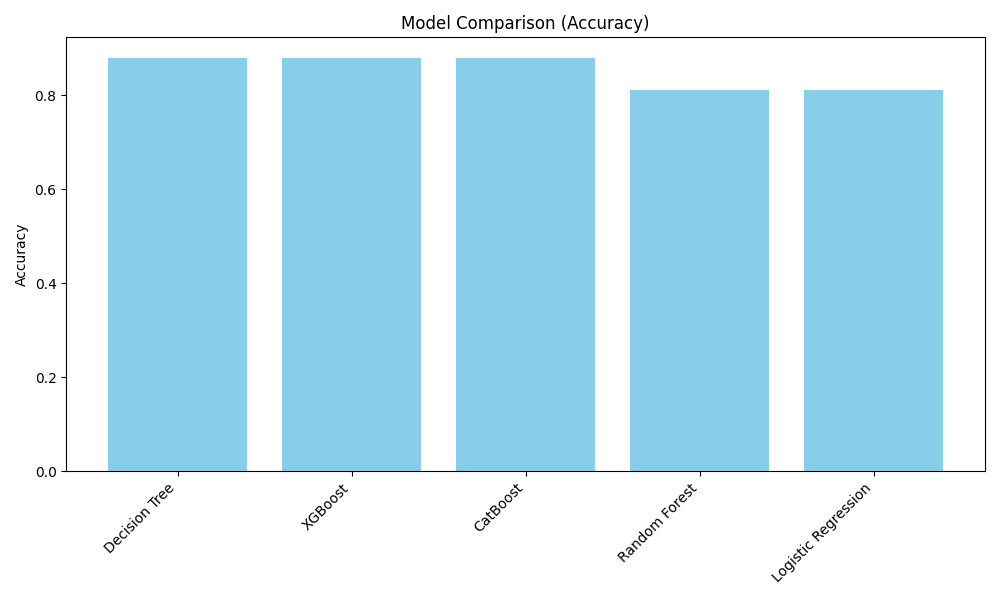 Model Comparison (Accuracy)
Accuracy
0.8
0.6
0.4
0.2
0.0
Decision Tree
XGBoost
CatBoost
Random Forest
Logistic Regression